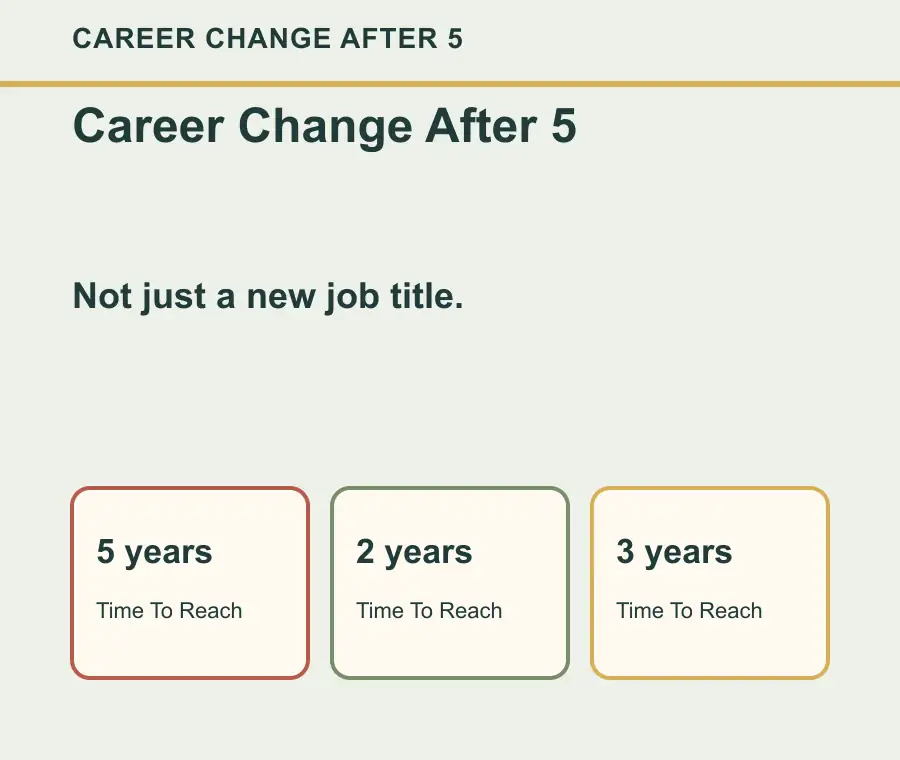 CAREER CHANGE AFTER 5
Career Change After 5
Not just a new job title.
5 years
Time To Reach
2 years
Time To Reach
3 years
Time To Reach